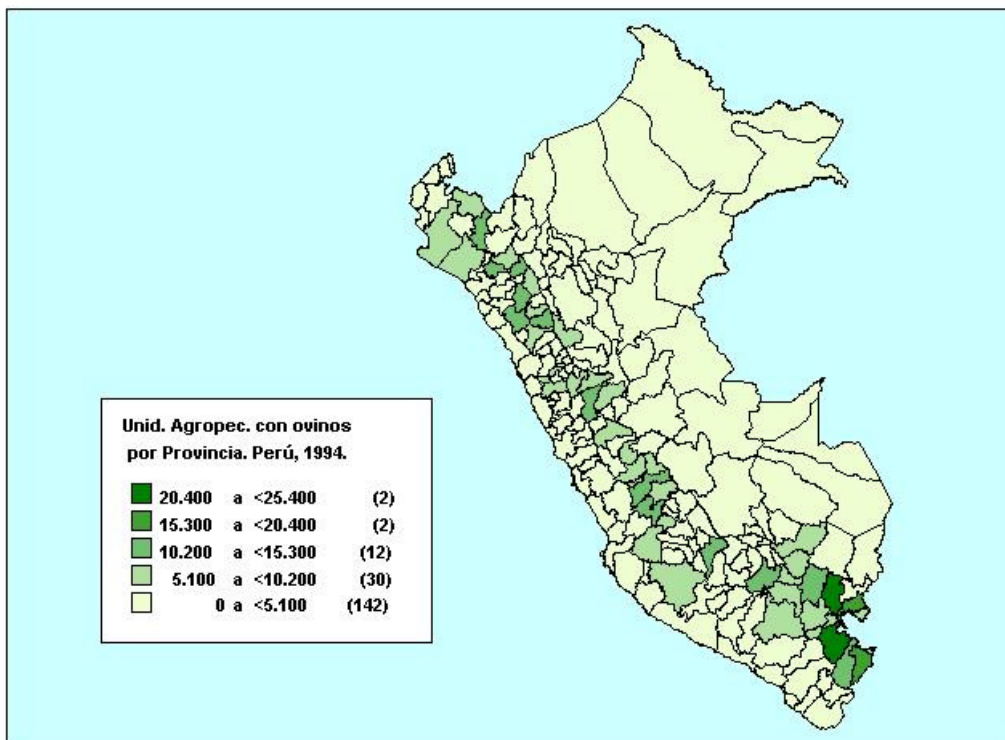 Unid. Agropec. con ovinos
por Provincia. Perú, 1994.
20.400 a <25.400 (2)
15.300 a <20.400 (2)
10.200 a <15.300 (12)
5.100 a <10.200 (30)
0 a <5.100 (142)